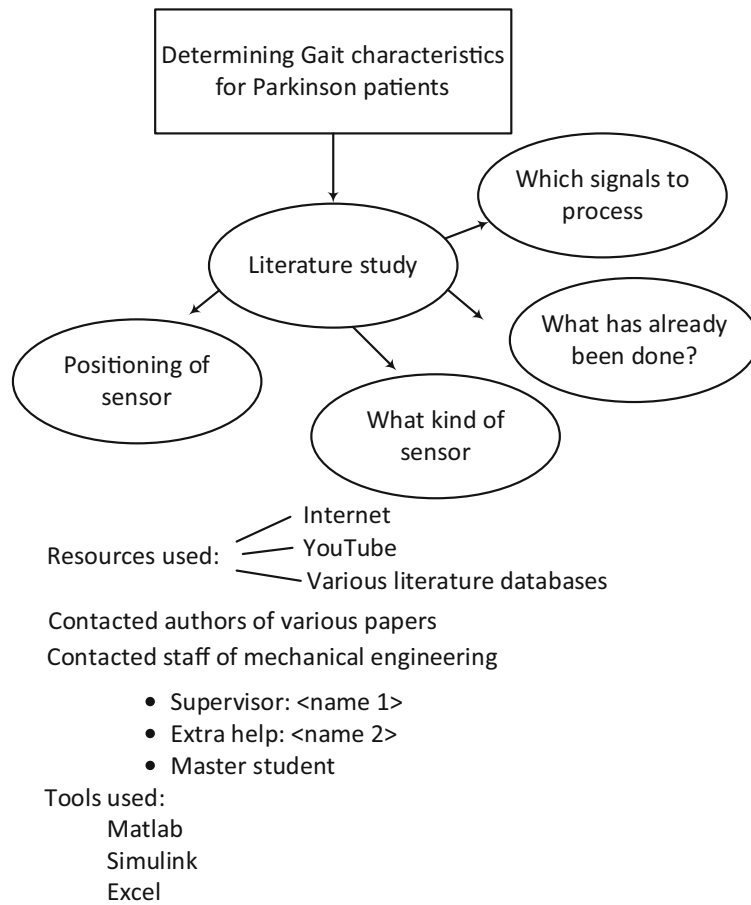 Determining Gait characteristics
for Parkinson patients
Which signals to
process
Literature study
What has already
been done?
Positioning of
sensor
What kind of
sensor
Internet
Resources used:
YouTube
Various literature databases
Contacted authors of various papers
Contacted staff of mechanical engineering
• Supervisor: <name 1>
• Extra help: <name 2>
• Master student
Tools used:
Matlab
Simulink
Excel